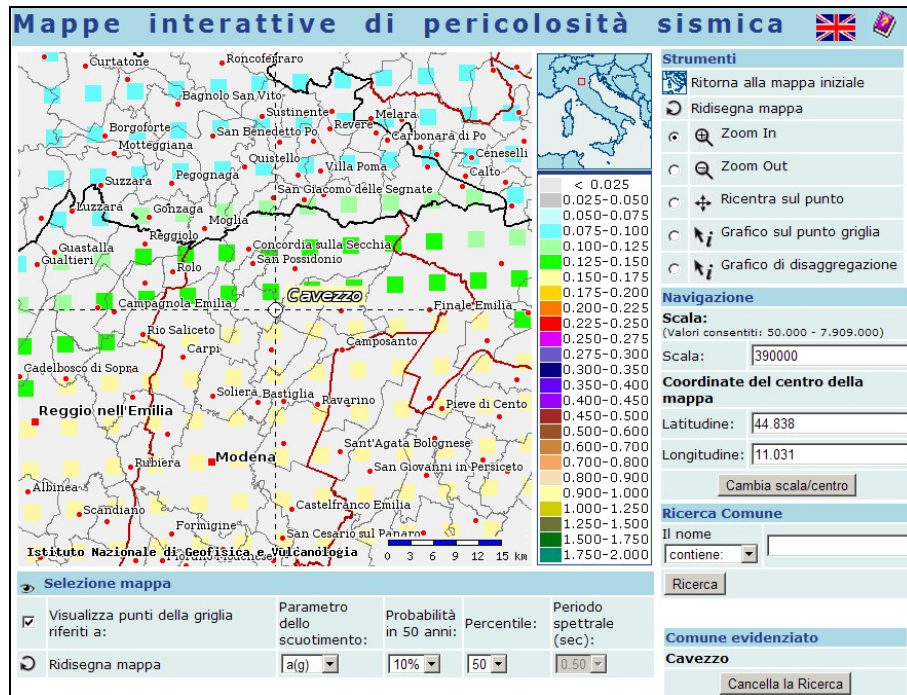 Mappe interattive di pericolosità sismica
Curtatone
Roncoferraro
Bagnolo San Vito
Sustinente
Melara
Borgoforte
Revere
San Benedetto Po
Carbonara di Po
Motteggiana
Ceneselli
Quistello
Villa Poma
Calto
Suzzara
Pegognaga
San Giacomo delle Segnate
Luzzara
Gonzaga
Moglia
Reggiolo
Guastalla
Concordia sulla Secchia
Gualtieri
San Possidonio
Rolo
Cavezzo
Campagnola Emilia
Finale Emilia
Rio Saliceto
Camposanto
Carpi
Cadelbosco di Sopra
Soliera
Bastiglia
Ravarino
Pieve di Cento
Reggio nell'Emilia
Sant'Agata Bolognese
Modena
Rubiera
San Giovanni in Persiceto
Albinea
Scandiano
Castelfranco Emilia
Formigine
San Cesario sul Panaro
Istituto Nazionale di Geofisica e Vulcanologia
0 3 6 9 12 15 km
< 0.025
0.025-0.050
0.050-0.075
0.075-0.100
0.100-0.125
0.125-0.150
0.150-0.175
0.175-0.200
0.200-0.225
0.225-0.250
0.250-0.275
0.275-0.300
0.300-0.350
0.350-0.400
0.400-0.450
0.450-0.500
0.500-0.600
0.600-0.700
0.700-0.800
0.800-0.900
0.900-1.000
1.000-1.250
1.250-1.500
1.500-1.750
1.750-2.000
Strumenti
Ritorna alla mappa iniziale
Ridisegna mappa
Zoom In
Zoom Out
Ricentra sul punto
Grafico sul punto griglia
Grafico di disaggregazione
Navigazione
Scala:
(Valori consentiti: 50.000 - 7.909.000)
Scala: 390000
Coordinate del centro della
mappa
Latitudine: 44.838
Longitudine: 11.031
Cambia scala/centro
Ricerca Comune
Il nome
contiene:
Ricerca
Comune evidenziato
Cavezzo
Cancella la Ricerca
Selezione mappa
Visualizza punti della griglia
riferiti a:
Parametro
dello
scuotimento:
Probabilità
in 50 anni:
Percentile:
Periodo
spettrale
(sec):
Ridisegna mappa
a(g) 10% 50 0.50